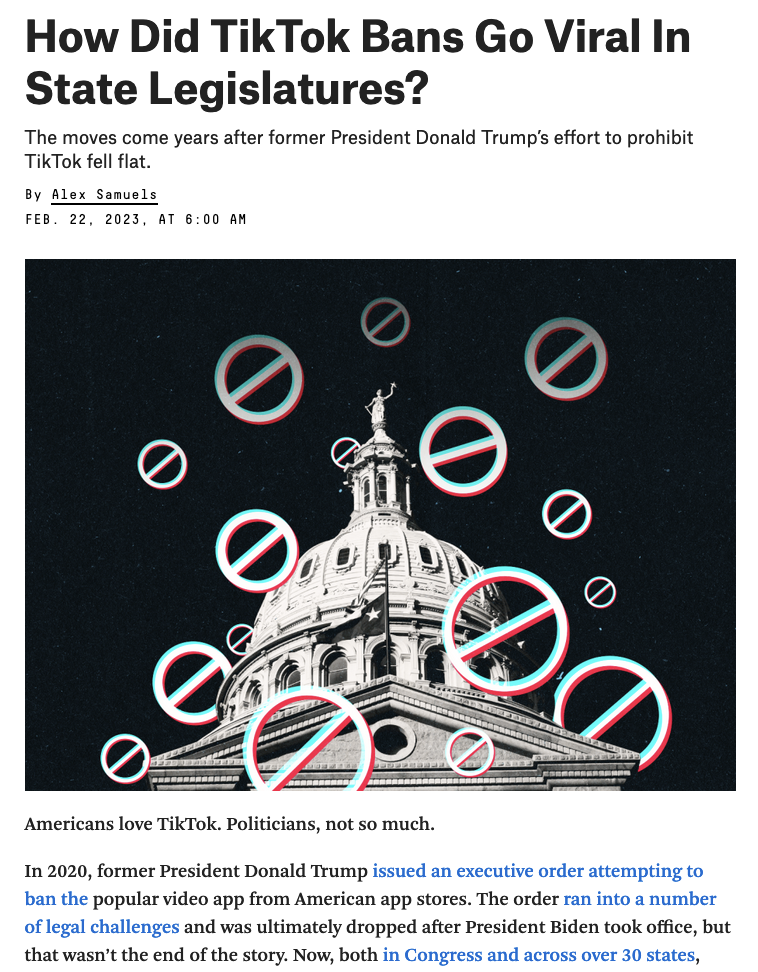 How Did TikTok Bans Go Viral In
State Legislatures?
The moves come years after former President Donald Trump’s effort to prohibit
TikTok fell flat.
By Alex Samuels
FEB. 22, 2023, AT 6:00 AM
Americans love TikTok. Politicians, not so much.
In 2020, former President Donald Trump issued an executive order attempting to
ban the popular video app from American app stores. The order ran into a number
of legal challenges and was ultimately dropped after President Biden took office, but
that wasn’t the end of the story. Now, both in Congress and across over 30 states,